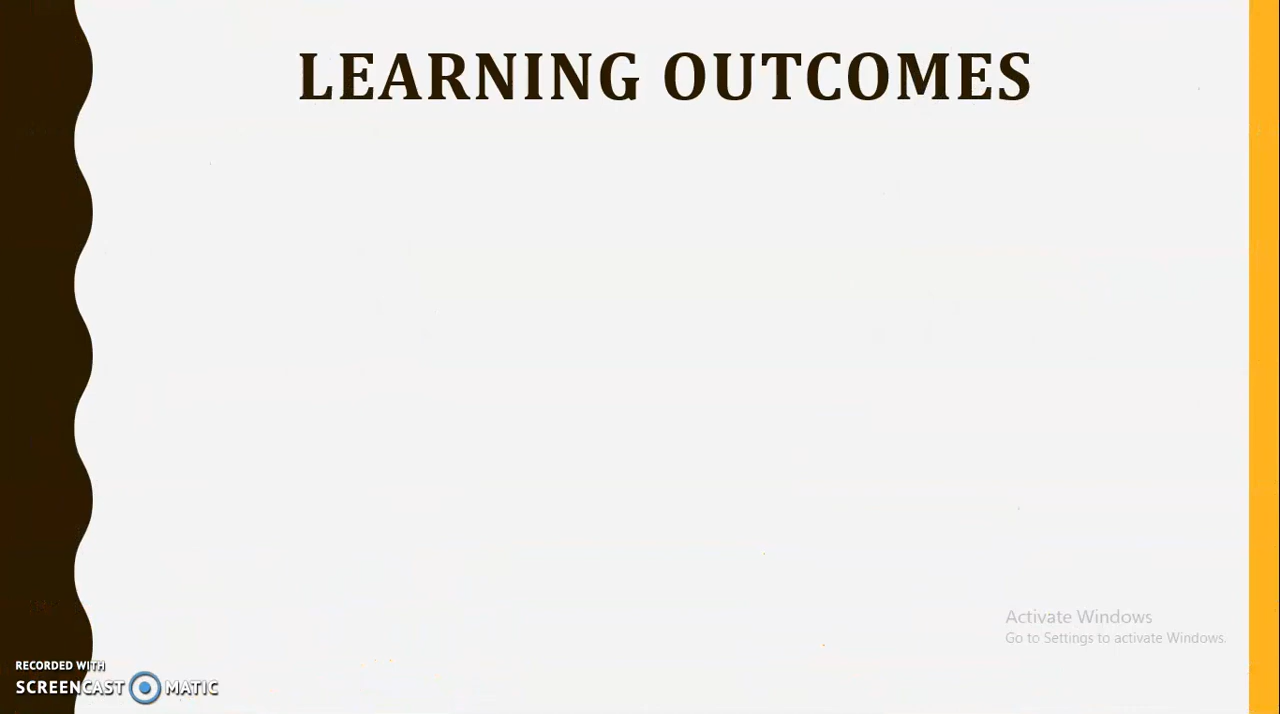 LEARNING OUTCOMES
Activate Windows
Go to Settings to activate Windows.
RECORDED WITH
SCREENCAST MATIC